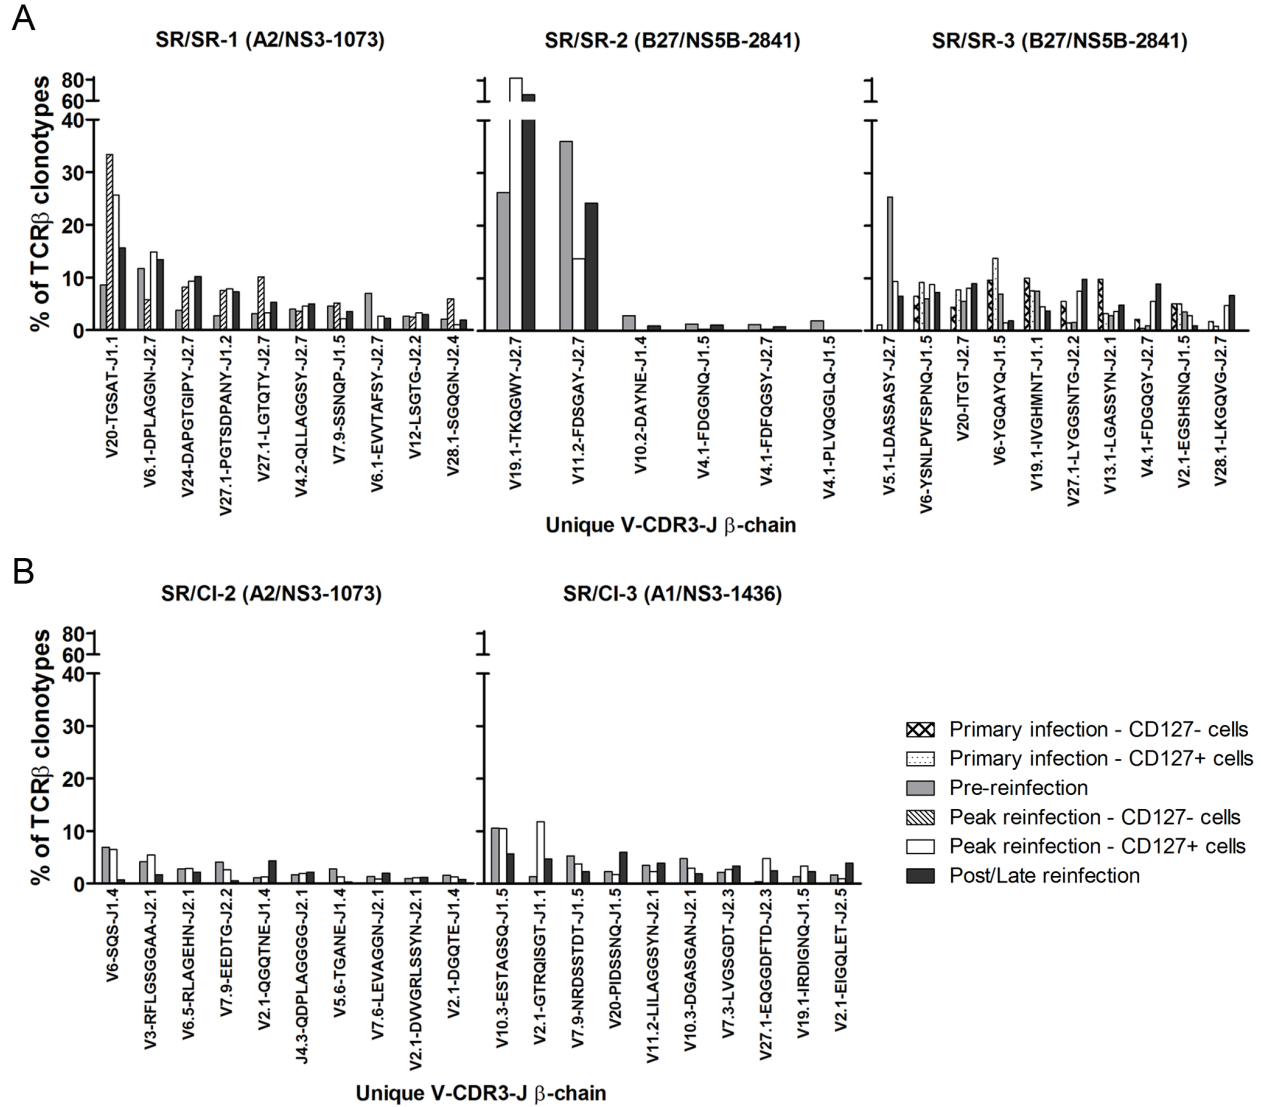 A
SR/SR-1 (A2/NS3-1073)
SR/SR-2 (B27/NS5B-2841)
SR/SR-3 (B27/NS5B-2841)
% of TCRβ clonotypes
80
60
40
30
20
10
0
V20-TGSAT-J1.1
V6.1-DPLAGGN-J2.7
V24-DAPGTGIPY-J2.7
V27.1-PGTSDPANY-J1.2
V27.1-LGTQTY-J2.7
V4.2-QLLAGGSY-J2.7
V7.9-SSNQP-J1.5
V6.1-EVVTAFSY-J2.7
V12-LSGTG-J2.2
V28.1-SGQGN-J2.4
V19.1-TKQGWY-J2.7
V11.2-FDSGAY-J2.7
V10.2-DAYNE-J1.4
V4.1-FDGGNQ-J1.5
V4.1-FDFQGSY-J2.7
V4.1-PLVQGGLQ-J1.5
V5.1-LDASSASY-J2.7
V6-YSNLPVFSPNQ-J1.5
V20-ITGT-J2.7
V6-YGQAYQ-J1.5
V19.1-IVGHMNT-J1.1
V27.1-LYGGSNTG-J2.2
V13.1-LGASSYN-J2.1
V4.1-FDGQGY-J2.7
V2.1-EGSHSNQ-J1.5
V28.1-LKGQVG-J2.7
Unique V-CDR3-J β-chain
B
SR/CI-2 (A2/NS3-1073)
SR/CI-3 (A1/NS3-1436)
% of TCRβ clonotypes
80
60
40
30
20
10
0
V6-SQS-J1.4
V3-RFLGSGGAA-J2.1
V6.5-RLAGEHN-J2.1
V7.9-EEDTG-J2.2
V2.1-QGQTNE-J1.4
J4.3-QDPLAGGGG-J2.1
V5.6-TGANE-J1.4
V7.6-LEVAGGN-J2.1
V2.1-DVVGRLSSYN-J2.1
V2.1-DGQTE-J1.4
V10.3-ESTAGSQ-J1.5
V2.1-GTRQISGT-J1.1
V7.9-NRDSSTDT-J1.5
V20-PIDSSNQ-J1.5
V11.2-LILAGGSYN-J2.1
V10.3-DGASGAN-J2.1
V7.3-LVGSGDT-J2.3
V27.1-EQGGDFTD-J2.3
V19.1-IRDIGNQ-J1.5
V2.1-EIGQLET-J2.5
Unique V-CDR3-J β-chain
Primary infection - CD127- cells
Primary infection - CD127+ cells
Pre-reinfection
Peak reinfection - CD127- cells
Peak reinfection - CD127+ cells
Post/Late reinfection